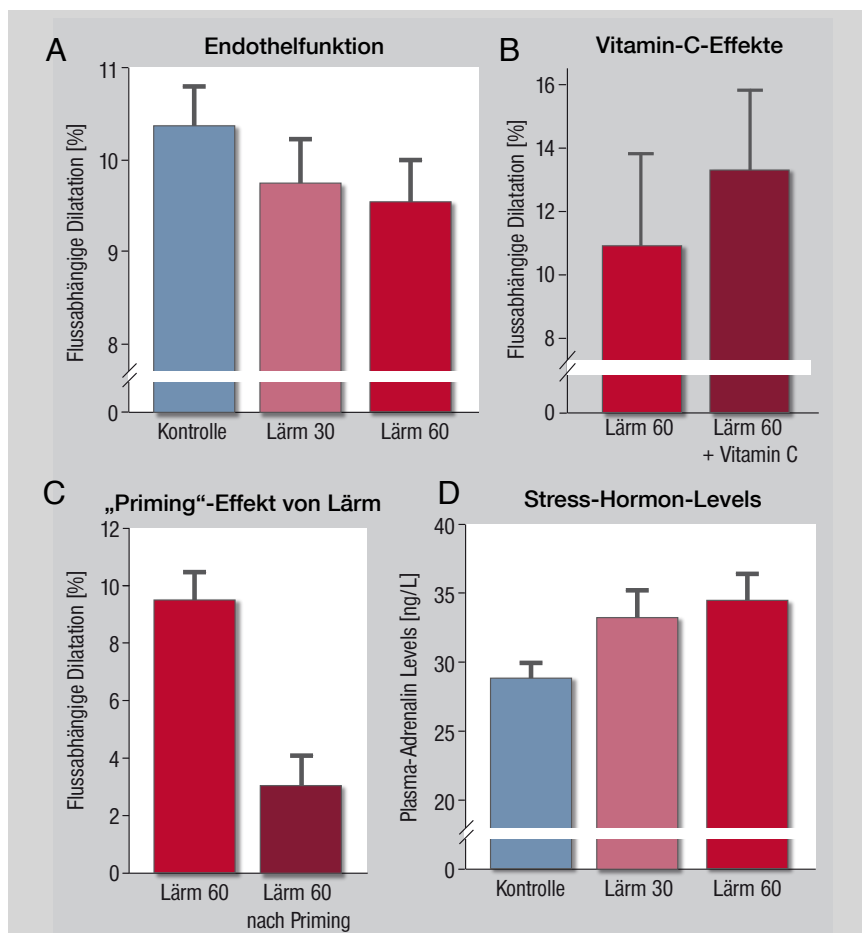 A
Endothelfunktion
Flussabhängige Dilatation [%]
11
10
9
8
0
Kontrolle
Lärm 30
Lärm 60
B
Vitamin-C-Effekte
Flussabhängige Dilatation [%]
16
14
12
10
8
0
Lärm 60
Lärm 60
+ Vitamin C
C
„Priming“-Effekt von Lärm
Flussabhängige Dilatation [%]
12
10
8
6
4
2
0
Lärm 60
Lärm 60
nach Priming
D
Stress-Hormon-Levels
Plasma-Adrenalin Levels [ng/L]
40
35
30
25
20
0
Kontrolle
Lärm 30
Lärm 60